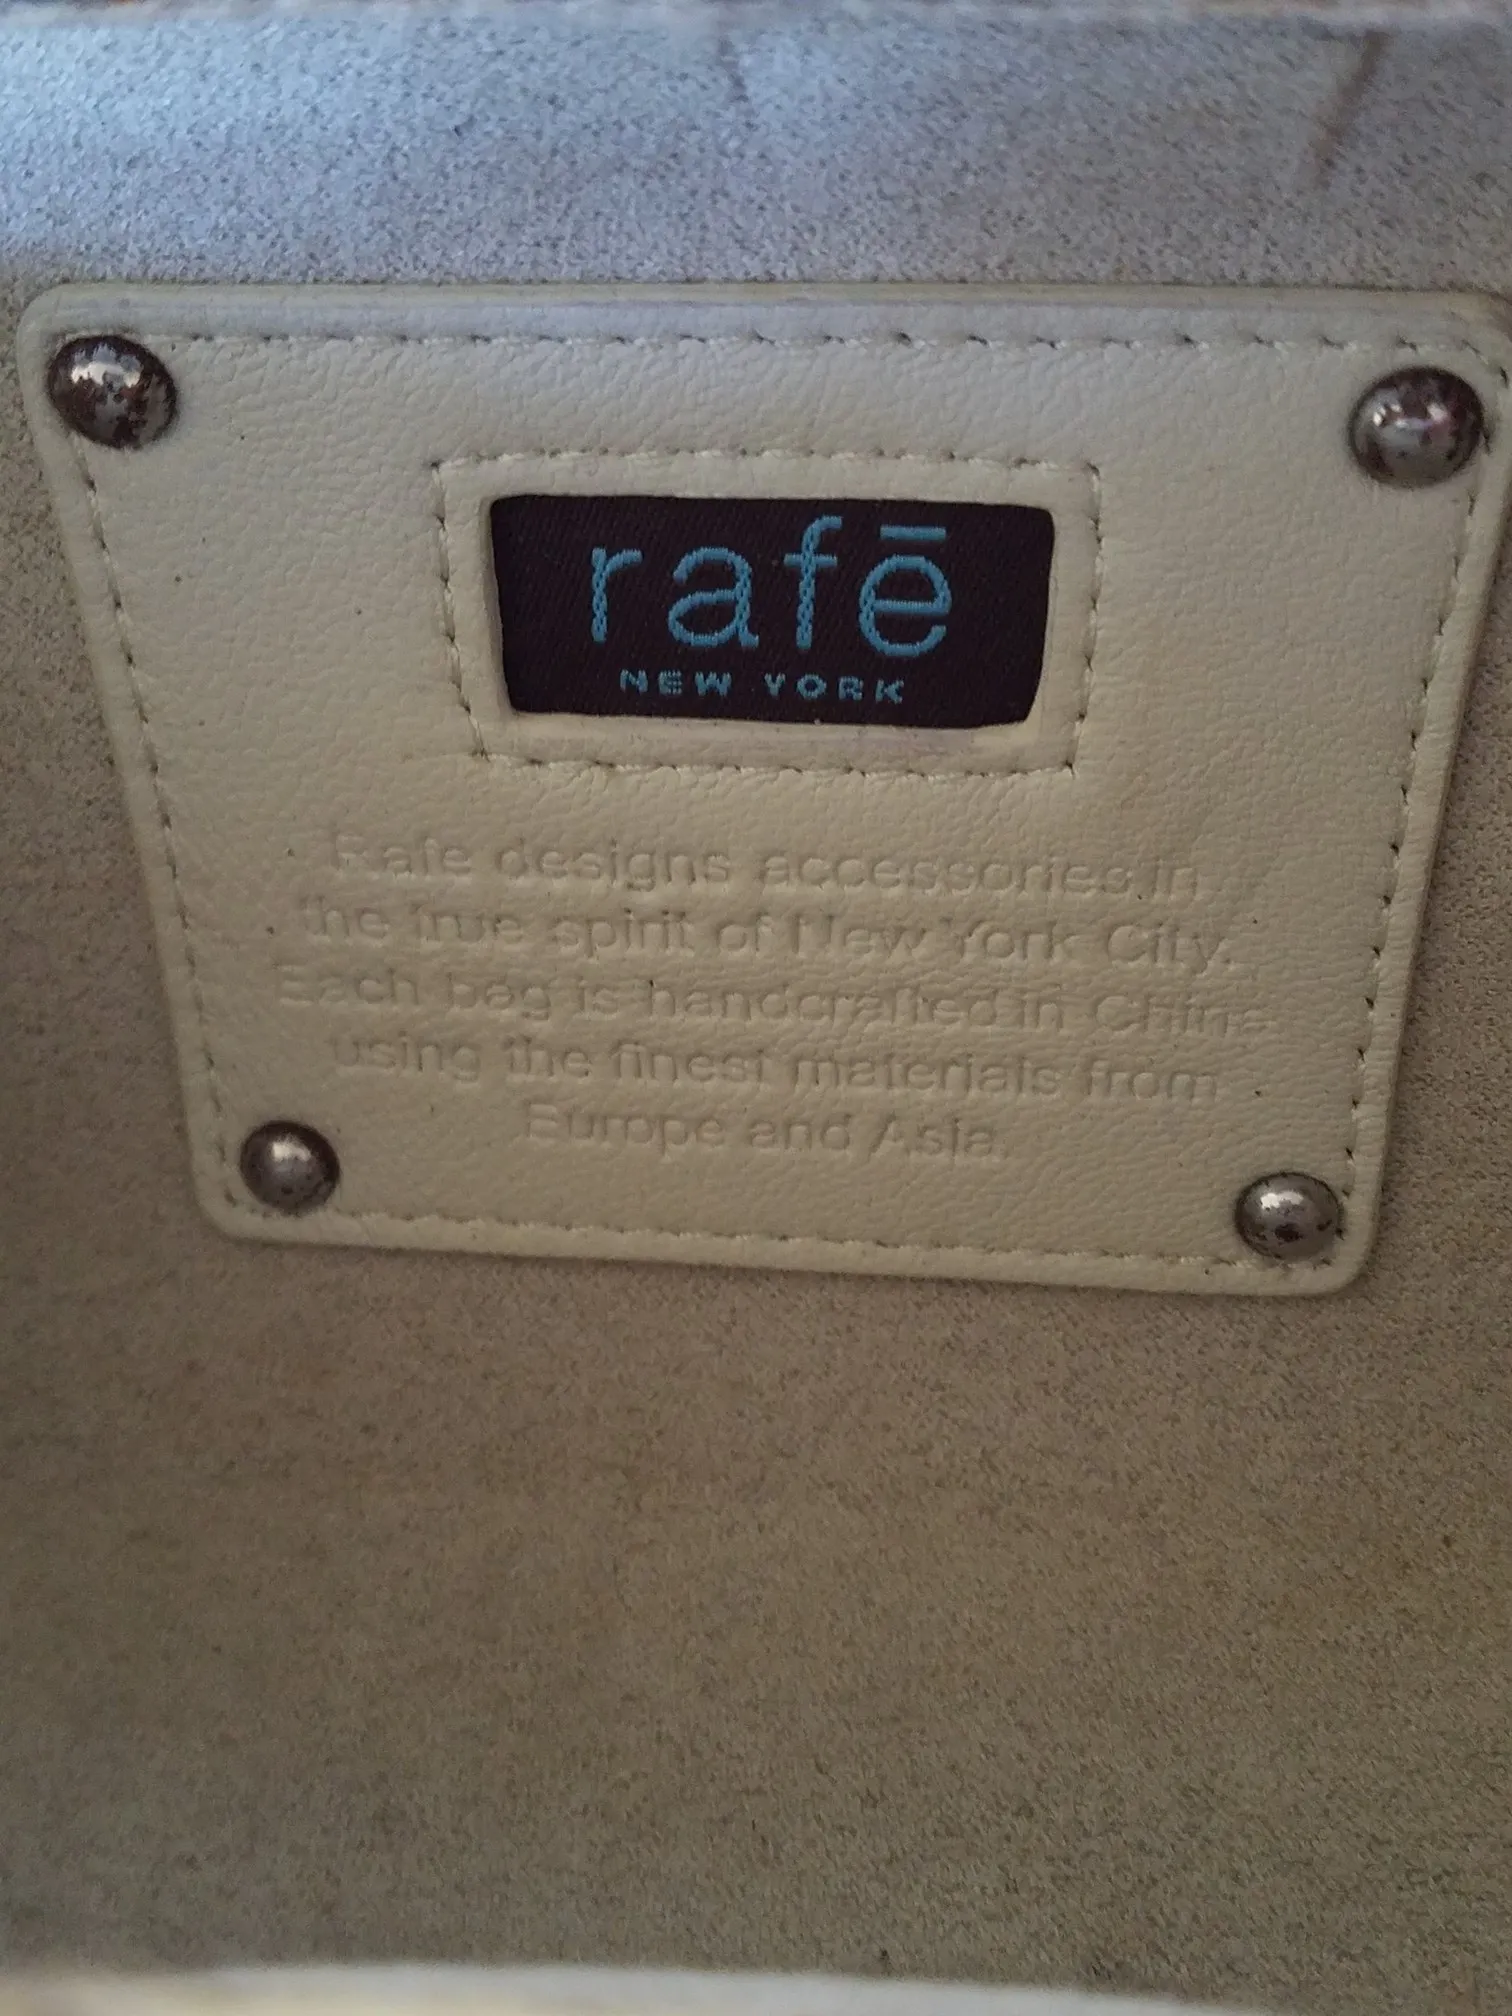 rafē
NEW YORK
Rafe designs accessories in
the true spirit of New York City.
Each bag is handcrafted in China
using the finest materials from
Europe and Asia.